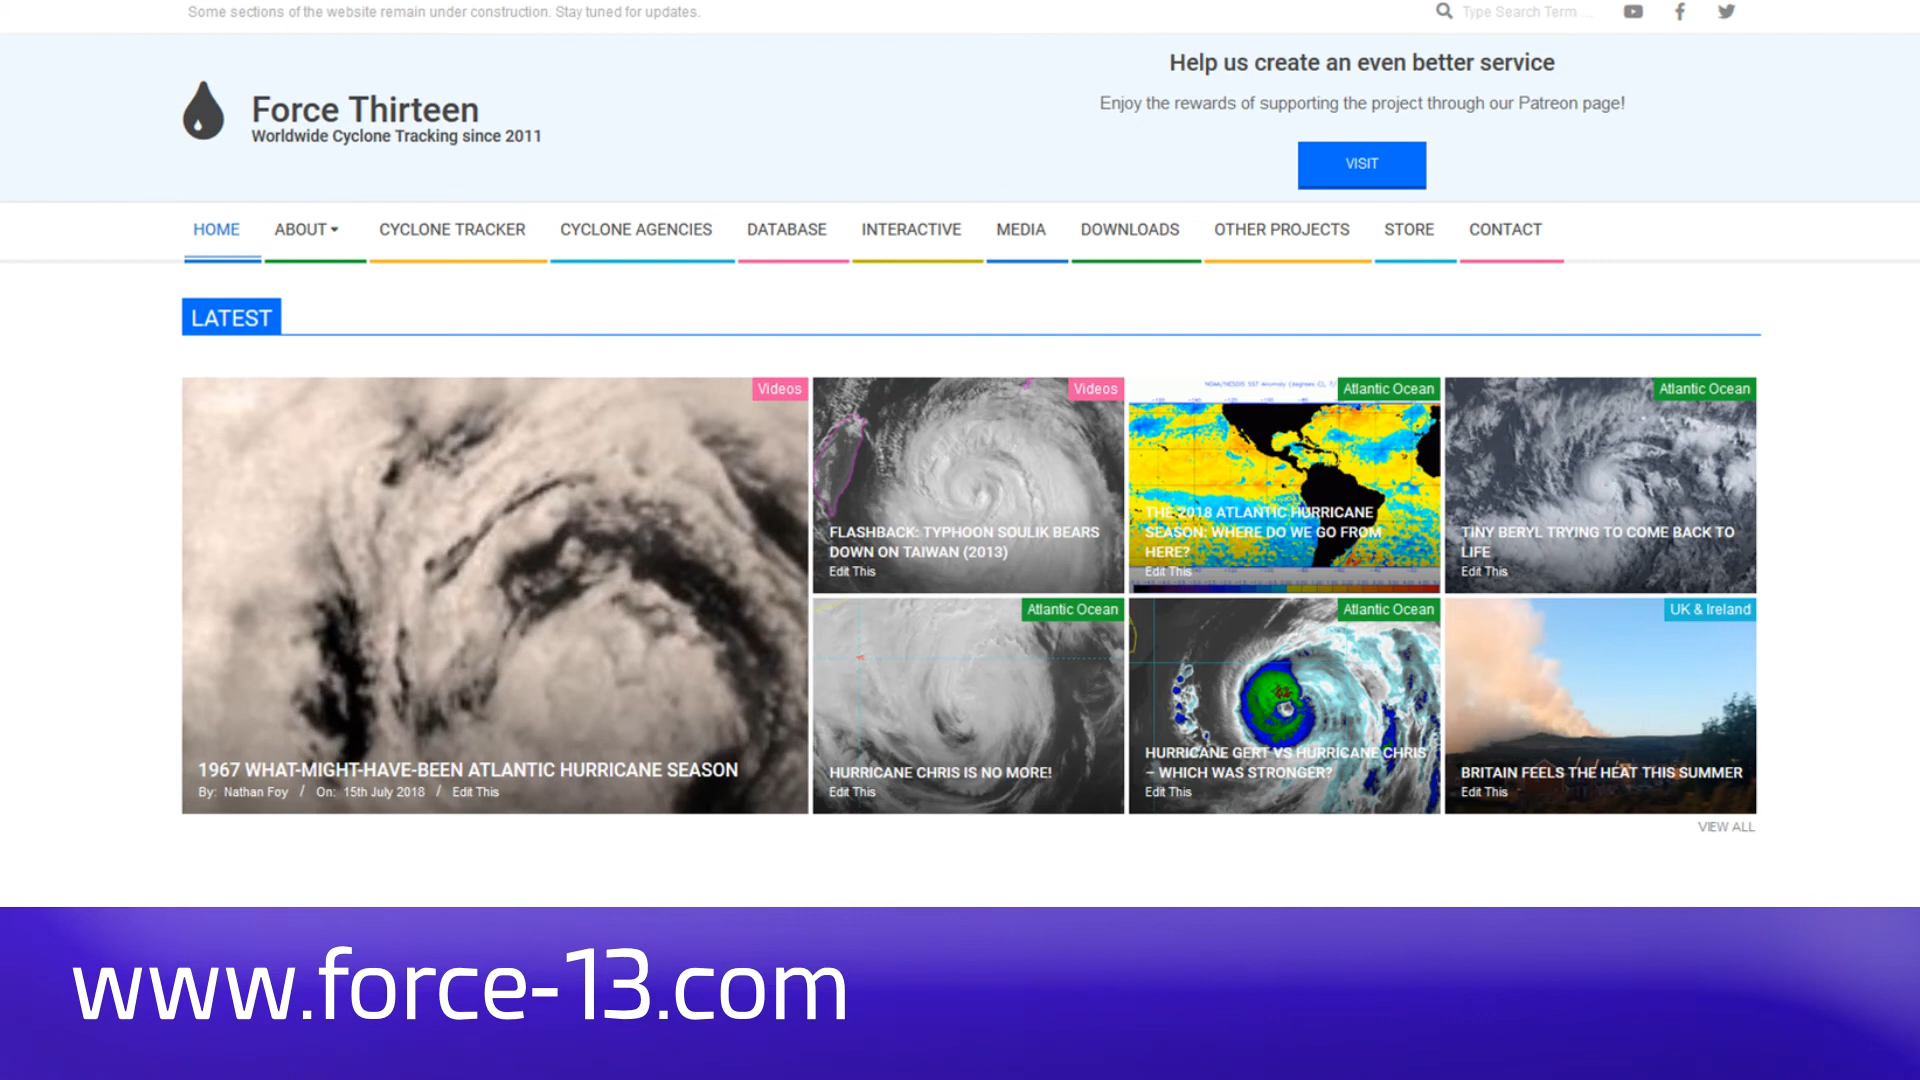 Some sections of the website remain under construction. Stay tuned for updates.
Type Search Term ...
Force Thirteen
Worldwide Cyclone Tracking since 2011
Help us create an even better service
Enjoy the rewards of supporting the project through our Patreon page!
VISIT
HOME ABOUT CYCLONE TRACKER CYCLONE AGENCIES DATABASE INTERACTIVE MEDIA DOWNLOADS OTHER PROJECTS STORE CONTACT
LATEST
Videos
1967 WHAT-MIGHT-HAVE-BEEN ATLANTIC HURRICANE SEASON
By: Nathan Foy / On: 15th July 2018 / Edit This
Videos
FLASHBACK: TYPHOON SOULIK BEARS
DOWN ON TAIWAN (2013)
Edit This
NOAA/NESDIS SST Anomaly (degrees C), 7/
Atlantic Ocean
THE 2018 ATLANTIC HURRICANE
SEASON: WHERE DO WE GO FROM
HERE?
Edit This
Atlantic Ocean
TINY BERYL TRYING TO COME BACK TO
LIFE
Edit This
Atlantic Ocean
HURRICANE CHRIS IS NO MORE!
Edit This
Atlantic Ocean
HURRICANE GERT VS HURRICANE CHRIS
– WHICH WAS STRONGER?
Edit This
UK & Ireland
BRITAIN FEELS THE HEAT THIS SUMMER
Edit This
VIEW ALL
www.force-13.com